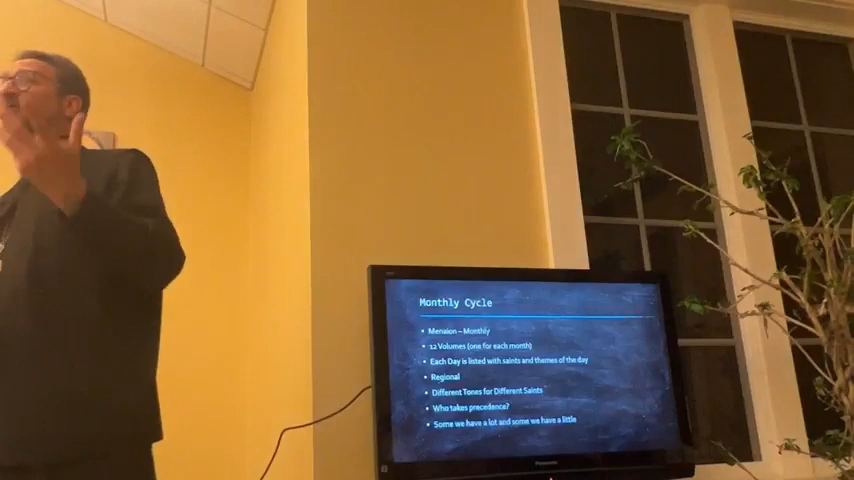 Monthly Cycle
• Menaion – Monthly
• 12 Volumes (one for each month)
• Each Day is listed with saints and themes of the day
• Regional
• Different Tones for Different Saints
• Who takes precedence?
• Some we have a lot and some we have a little
Panasonic